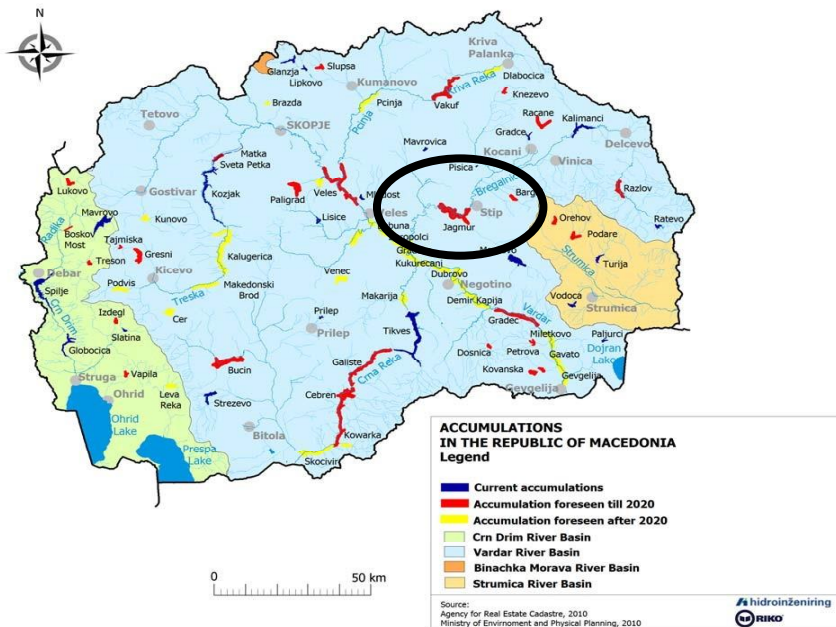 N
Kriva
Palanka
Glanzja
Slupsa
Lipkovo
Kumanovo
Kriva Reka
Dlabocica
Brazda
Pcinja
Vakuf
Knezevo
Tetovo
SKOPJE
Racane
Gradce
Kalimanci
Mavrovica
Delcevo
Kocani
Matka
Sveta Petka
Pisica
Vinica
Lukovo
Gostivar
Kozjak
Paligrad
Veles
Razlov
Mavrovo
Kunovo
Lisice
Veles
Stip
Jagmur
Orehov
Ratevo
Radika
Boskov
Most
Tajmiska
Podare
Treson
Gresni
Kalugerica
Kukurecani
Strumica
Turija
Debar
Kicevo
Venec
Dubrovo
Podvis
Treska
Makedonski
Brod
Negotino
Spilje
Makarija
Demir Kapija
Vodoca
Strumica
Crn Drim
Izdegl
Cer
Prilep
Vardar
Slatina
Prilep
Tikves
Gradec
Miletkovo
Paljurci
Globocica
Dosnica
Petrova
Gavato
Dojran
Lake
Bucin
Galiste
Crna Reka
Kovanska
Struga
Vapila
Gevgelija
Gevgelija
Ohrid
Leva
Reka
Strezevo
Cebren
Ohrid
Lake
Bitola
Kowarka
Prespa
Lake
Skocivir
ACCUMULATIONS
IN THE REPUBLIC OF MACEDONIA
Legend
Current accumulations
Accumulation foreseen till 2020
Accumulation foreseen after 2020
Crn Drim River Basin
Vardar River Basin
Binachka Morava River Basin
Strumica River Basin
0 50 km
Source:
Agency for Real Estate Cadastre, 2010
Ministry of Envirnoment and Physical Planning, 2010
hidroinženiring
RIKO